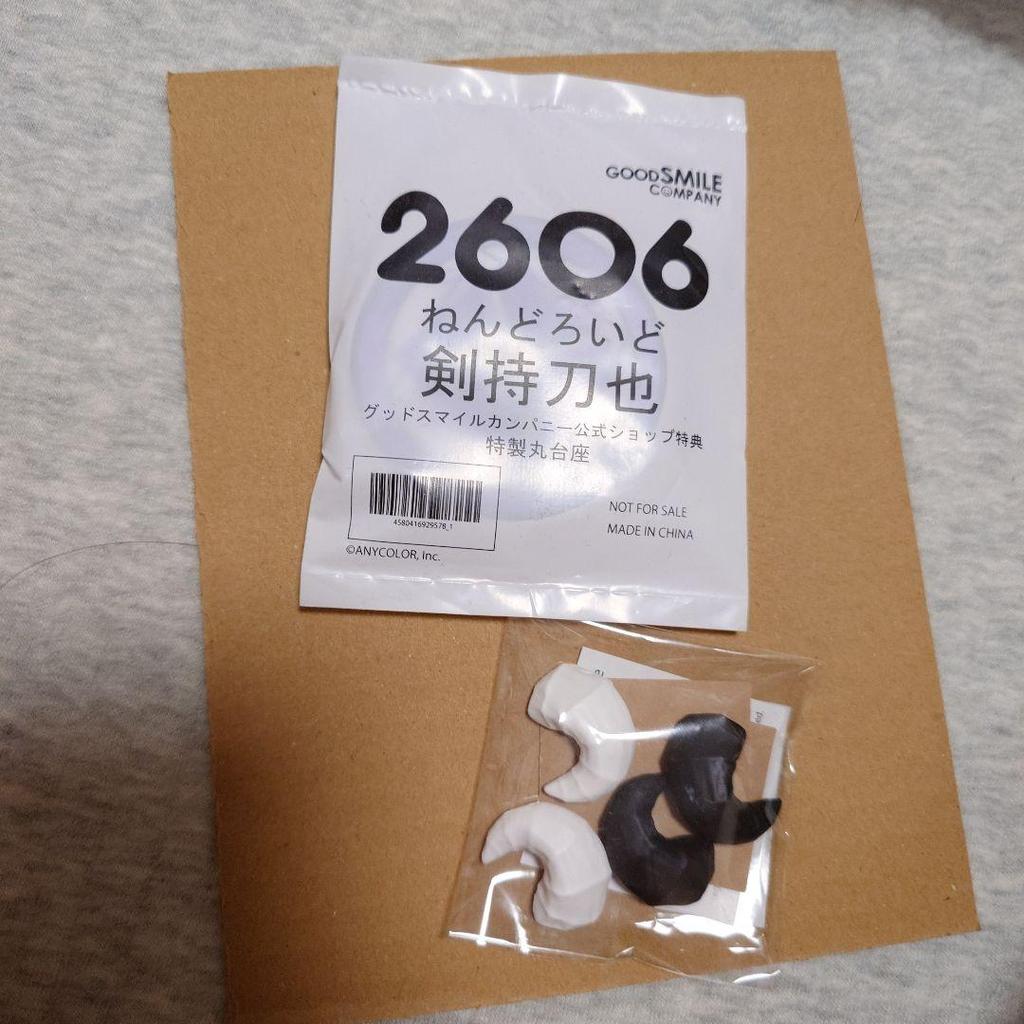 GOODSMILE
COMPANY
2606
ねんどろいど
剣持刀也
グッドスマイルカンパニー公式ショップ特典
特製丸台座
4580416929578_1
NOT FOR SALE
MADE IN CHINA
©ANYCOLOR, Inc.